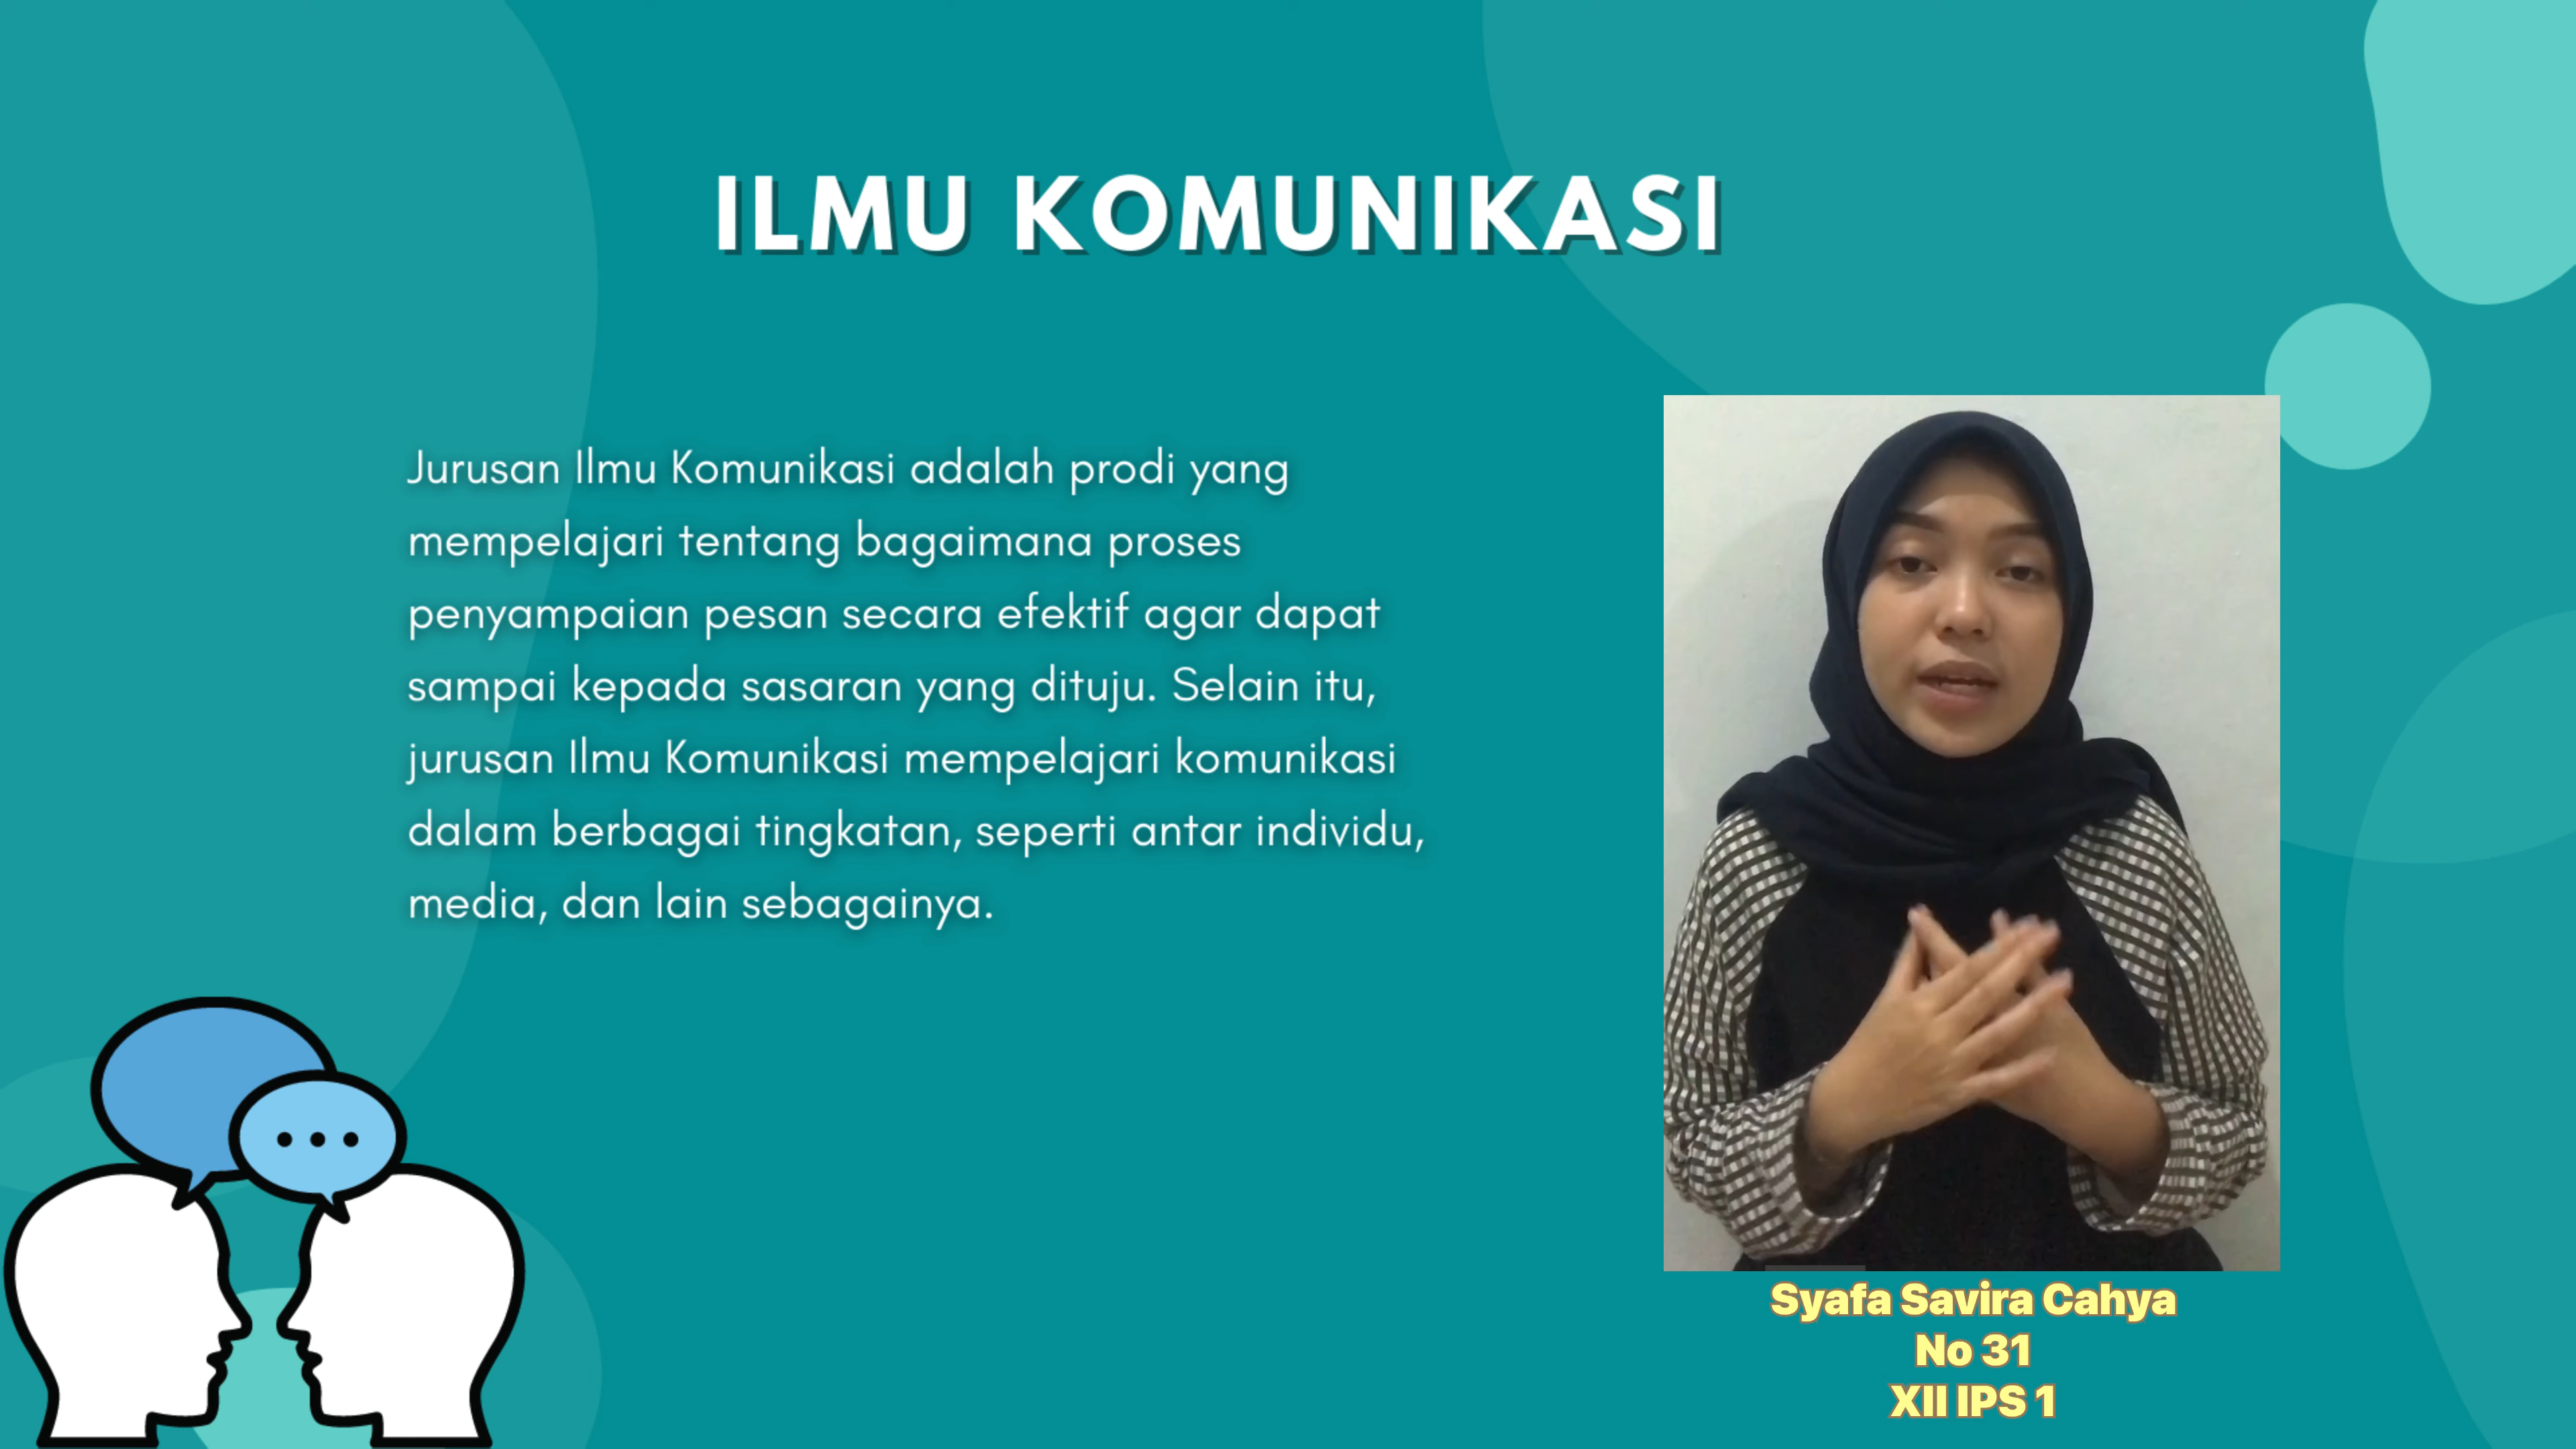 ILMU KOMUNIKASI
Jurusan Ilmu Komunikasi adalah prodi yang
mempelajari tentang bagaimana proses
penyampaian pesan secara efektif agar dapat
sampai kepada sasaran yang dituju. Selain itu,
jurusan Ilmu Komunikasi mempelajari komunikasi
dalam berbagai tingkatan, seperti antar individu,
media, dan lain sebagainya.
Syafa Savira Cahya
No 31
XII IPS 1